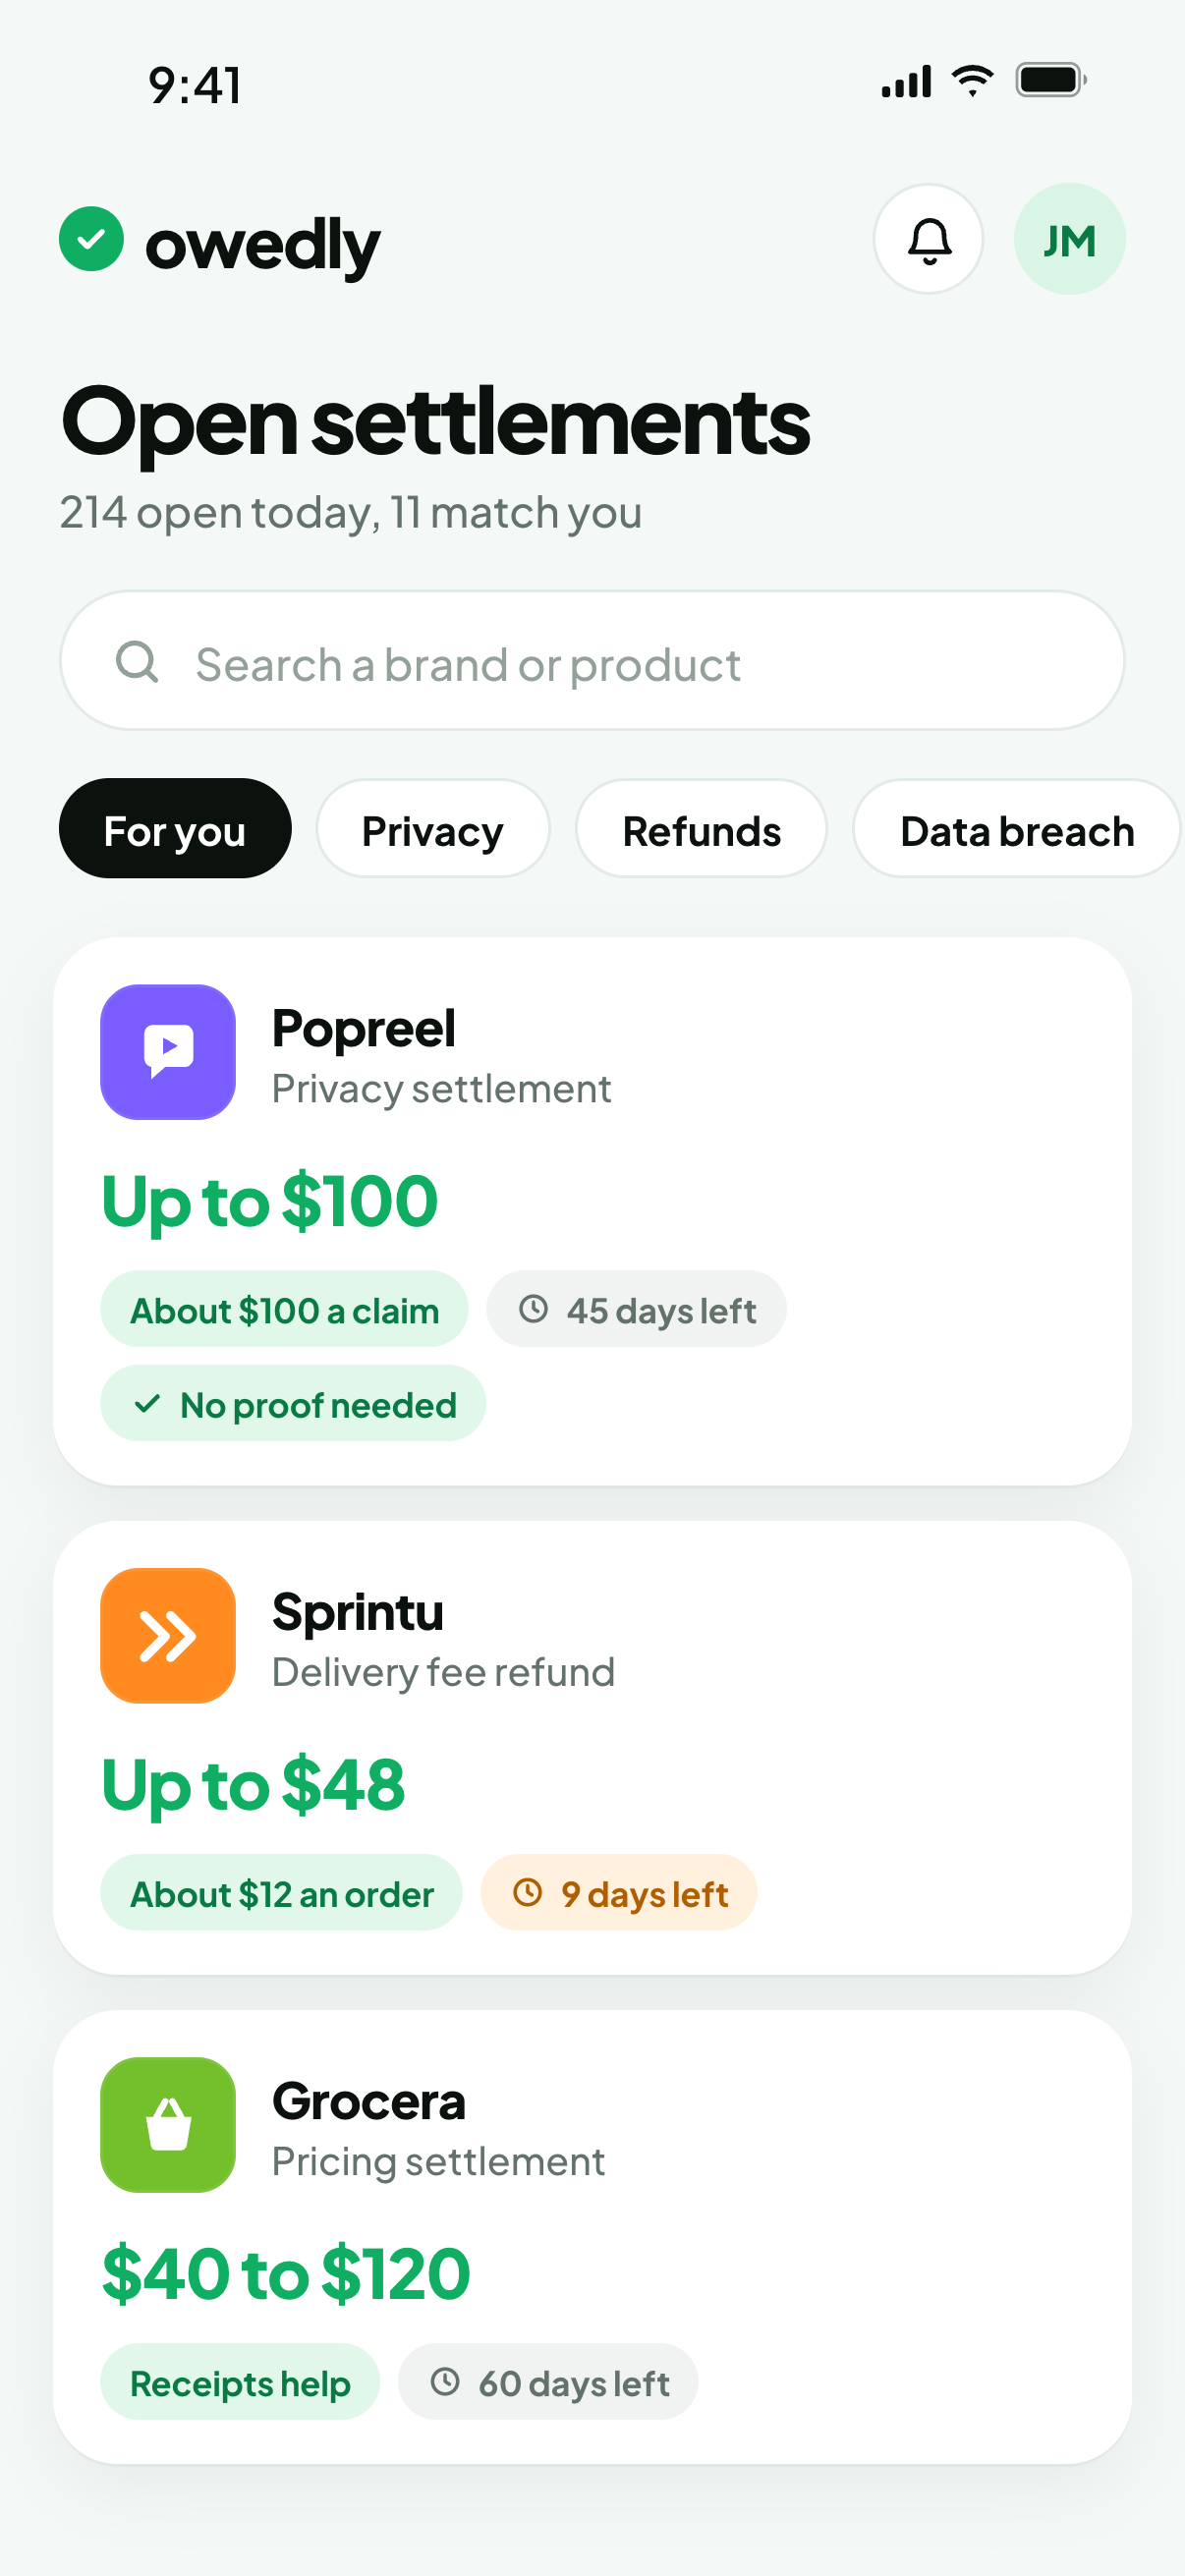 9:41
owedly
JM
Open settlements
214 open today, 11 match you
Search a brand or product
For you Privacy Refunds Data breach
Popreel
Privacy settlement
Up to $100
About $100 a claim 45 days left
No proof needed
Sprintu
Delivery fee refund
Up to $48
About $12 an order 9 days left
Grocera
Pricing settlement
$40 to $120
Receipts help 60 days left